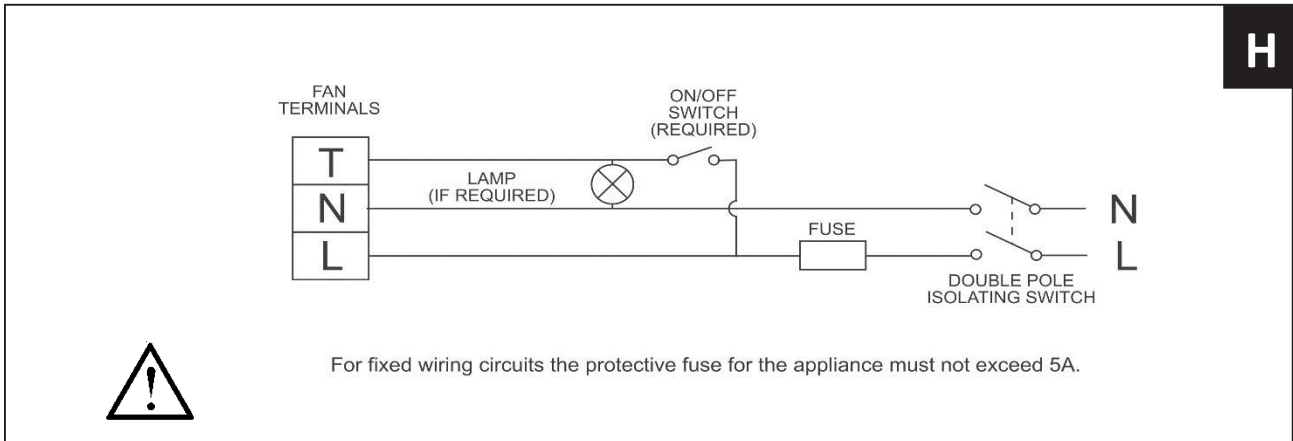 H
FAN
TERMINALS
ON/OFF
SWITCH
(REQUIRED)
T
LAMP
(IF REQUIRED)
N
N
FUSE
L
L
DOUBLE POLE
ISOLATING SWITCH
For fixed wiring circuits the protective fuse for the appliance must not exceed 5A.
!